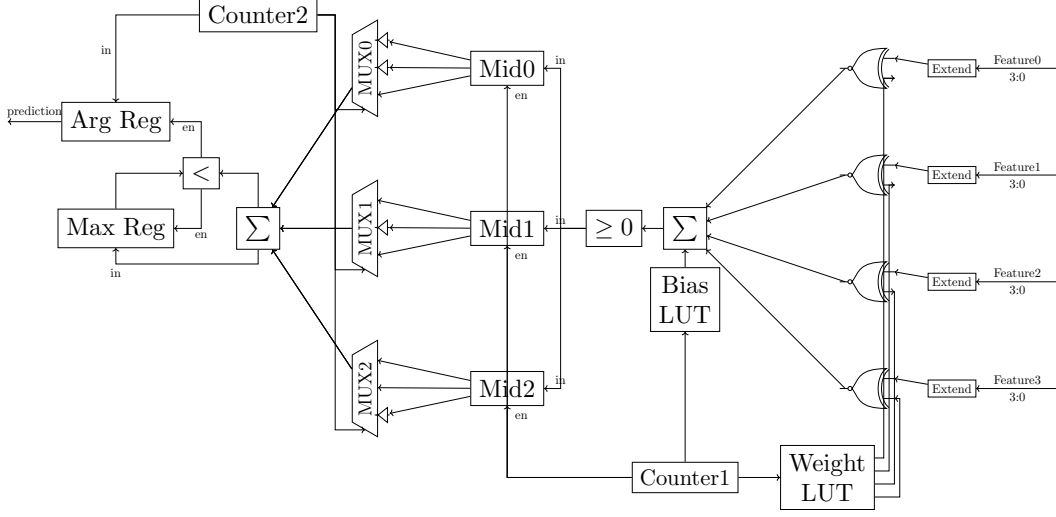 Counter2
in
prediction
Arg Reg
en
<
Max Reg
en
in
∑
MUX0
MUX1
MUX2
Mid0
in
en
Mid1
in
en
Mid2
in
en
≥ 0
∑
Bias
LUT
Counter1
Weight
LUT
Extend
Feature0
3:0
Extend
Feature1
3:0
Extend
Feature2
3:0
Extend
Feature3
3:0